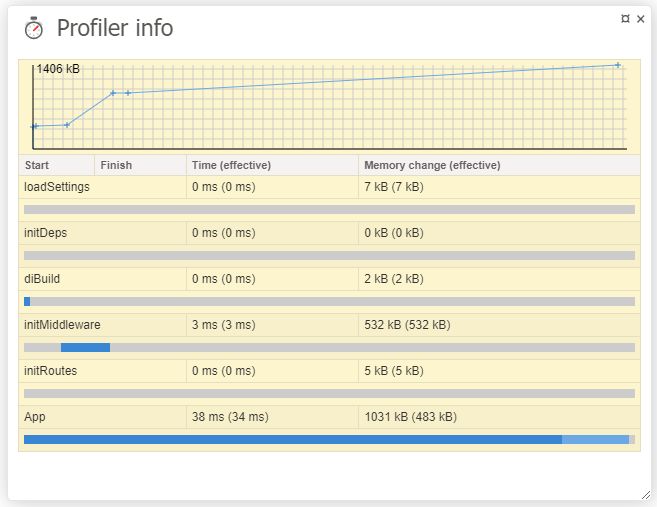 Profiler info
1406 kB
Start Finish Time (effective) Memory change (effective)
loadSettings 0 ms (0 ms) 7 kB (7 kB)
initDeps 0 ms (0 ms) 0 kB (0 kB)
diBuild 0 ms (0 ms) 2 kB (2 kB)
initMiddleware 3 ms (3 ms) 532 kB (532 kB)
initRoutes 0 ms (0 ms) 5 kB (5 kB)
App 38 ms (34 ms) 1031 kB (483 kB)